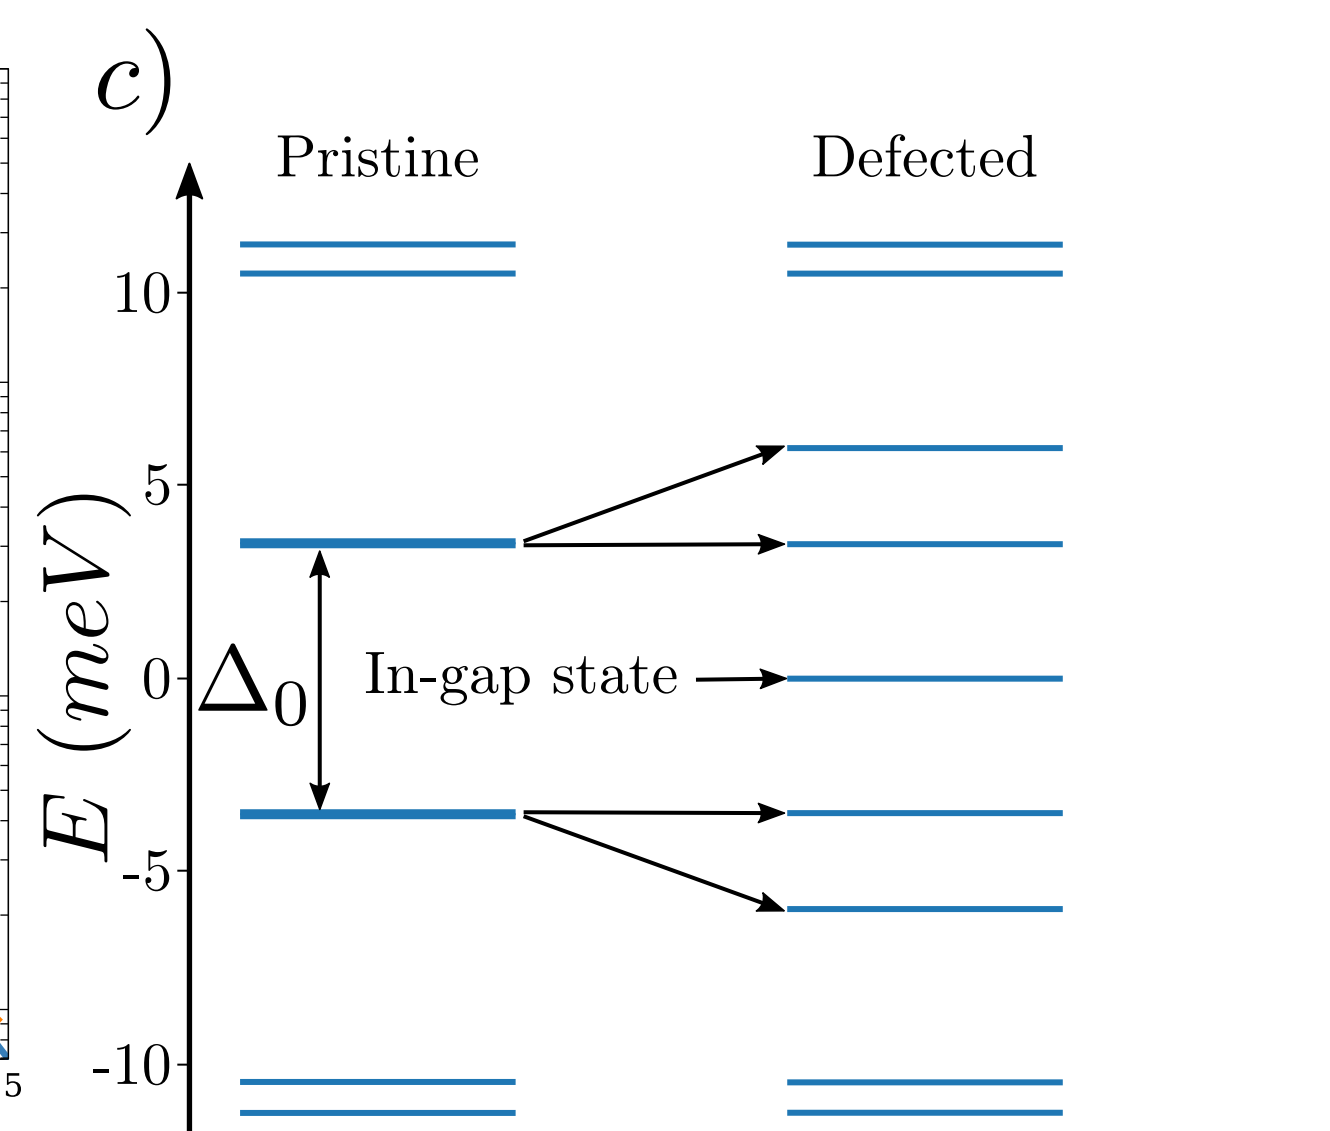 c)
Pristine
Defected
10
5
0
-5
-10
E (meV)
Δ₀
In-gap state
5